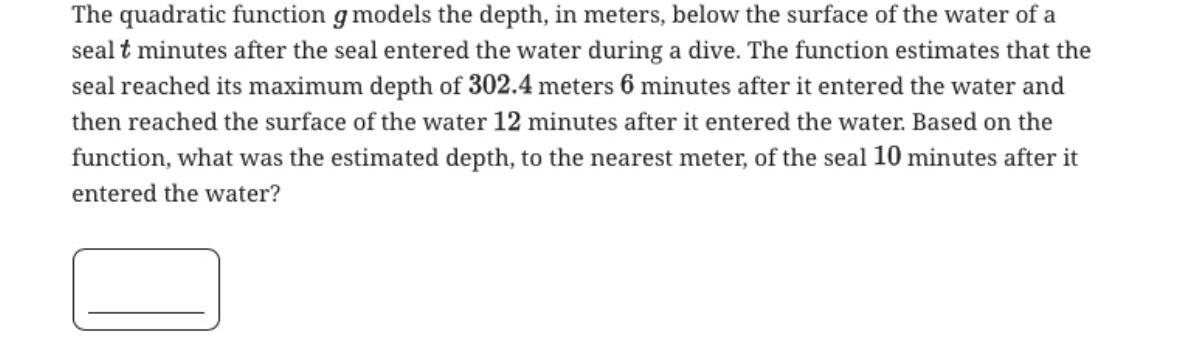 The quadratic function g models the depth, in meters, below the surface of the water of a
seal t minutes after the seal entered the water during a dive. The function estimates that the
seal reached its maximum depth of 302.4 meters 6 minutes after it entered the water and
then reached the surface of the water 12 minutes after it entered the water. Based on the
function, what was the estimated depth, to the nearest meter, of the seal 10 minutes after it
entered the water?